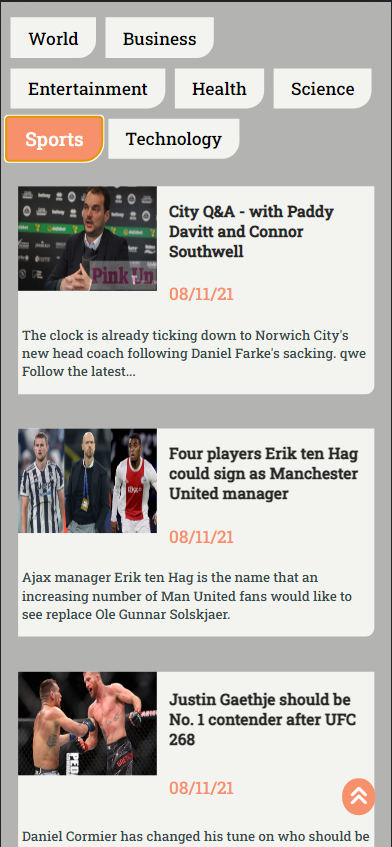 World Business
Entertainment Health Science
Sports Technology
City Q&A - with Paddy
Davitt and Connor
Southwell
Pink Un
08/11/21
The clock is already ticking down to Norwich City's
new head coach following Daniel Farke's sacking. qwe
Follow the latest...
Four players Erik ten Hag
could sign as Manchester
United manager
08/11/21
Ajax manager Erik ten Hag is the name that an
increasing number of Man United fans would like to
see replace Ole Gunnar Solskjaer.
Justin Gaethje should be
No. 1 contender after UFC
268
08/11/21
Daniel Cormier has changed his tune on who should be